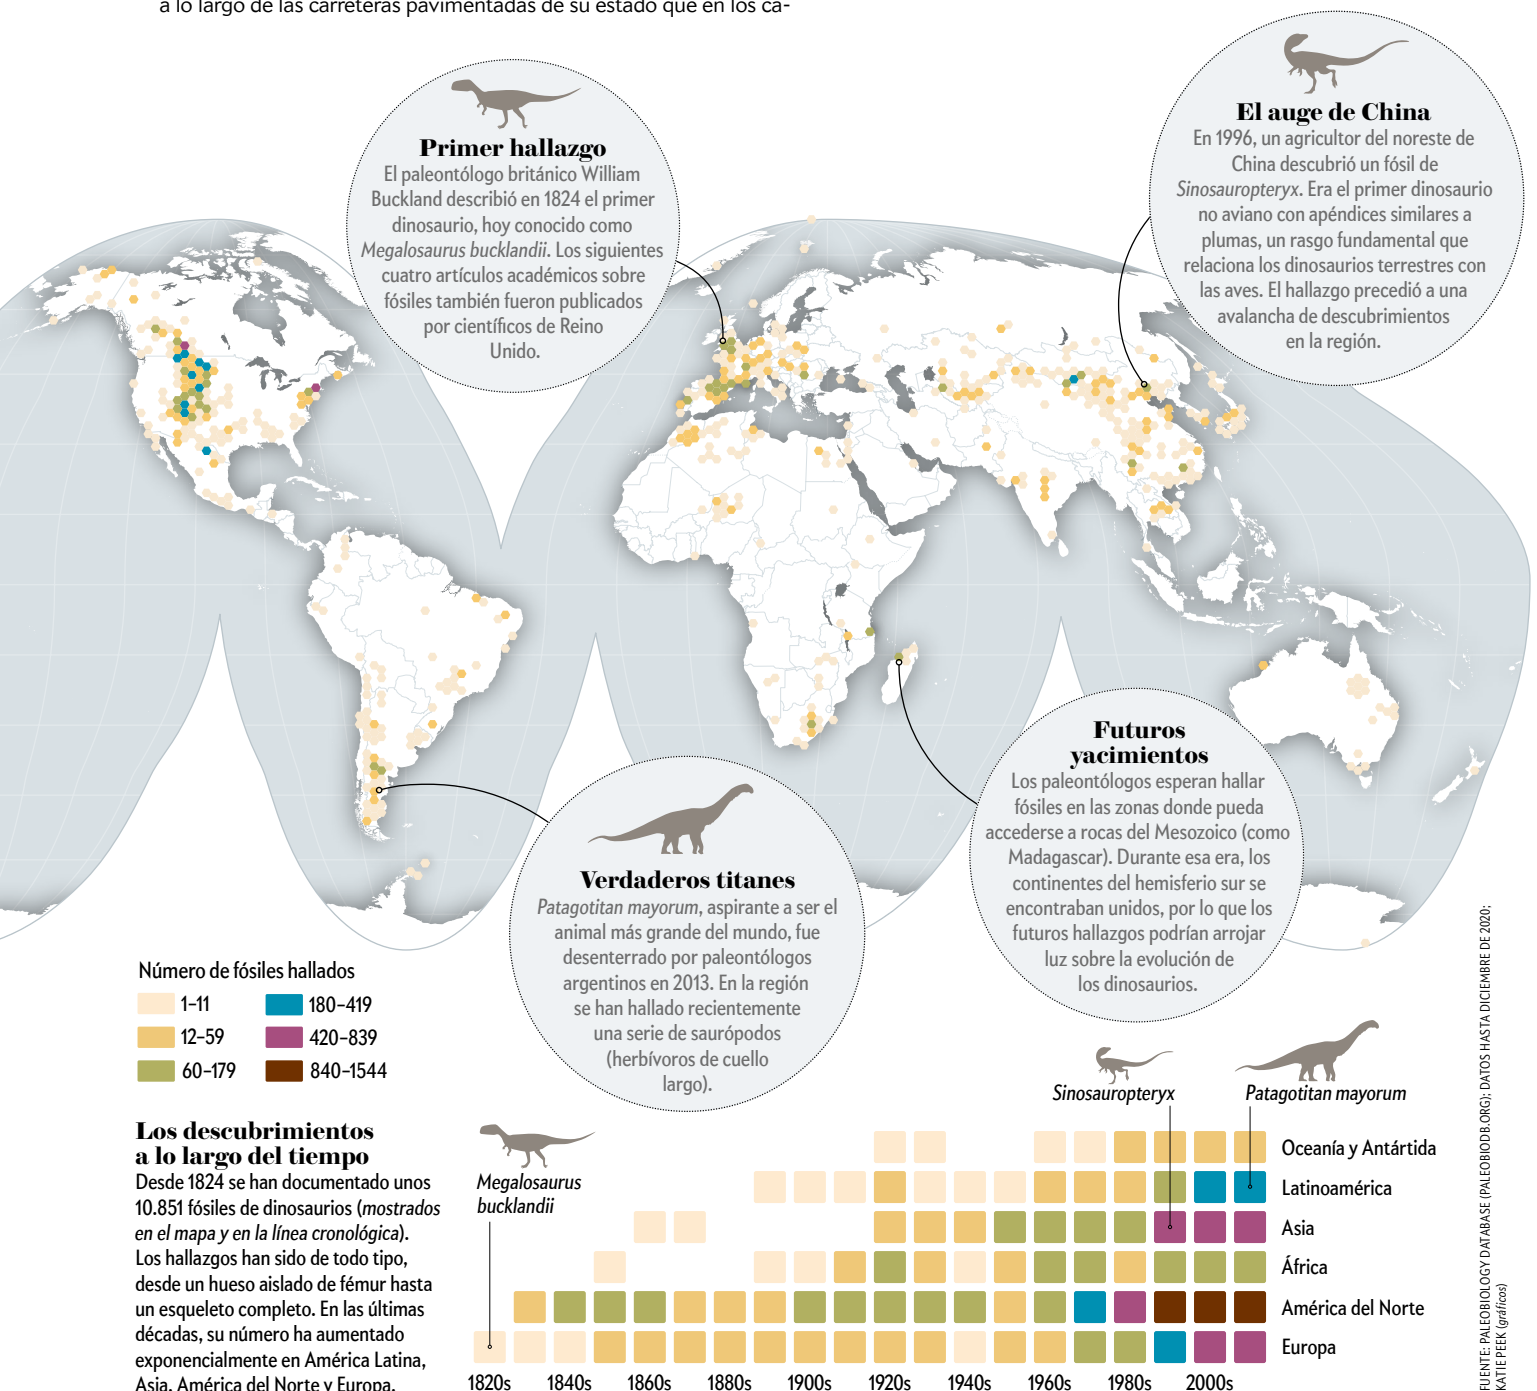 a lo largo de las carreteras pavimentadas de su estado que en los ca-
Primer hallazgo
El paleontólogo británico William
Buckland describió en 1824 el primer
dinosaurio, hoy conocido como
Megalosaurus bucklandii. Los siguientes
cuatro artículos académicos sobre
fósiles también fueron publicados
por científicos de Reino
Unido.
El auge de China
En 1996, un agricultor del noreste de
China descubrió un fósil de
Sinosauropteryx. Era el primer dinosaurio
no aviano con apéndices similares a
plumas, un rasgo fundamental que
relaciona los dinosaurios terrestres con
las aves. El hallazgo precedió a una
avalancha de descubrimientos
en la región.
Verdaderos titanes
Patagotitan mayorum, aspirante a ser el
animal más grande del mundo, fue
desenterrado por paleontólogos
argentinos en 2013. En la región
se han hallado recientemente
una serie de saurópodos
(herbívoros de cuello
largo).
Futuros
yacimientos
Los paleontólogos esperan hallar
fósiles en las zonas donde pueda
accederse a rocas del Mesozoico (como
Madagascar). Durante esa era, los
continentes del hemisferio sur se
encontraban unidos, por lo que los
futuros hallazgos podrían arrojar
luz sobre la evolución de
los dinosaurios.
Número de fósiles hallados
1–11
12–59
60–179
180–419
420–839
840–1544
Los descubrimientos
a lo largo del tiempo
Desde 1824 se han documentado unos
10.851 fósiles de dinosaurios (mostrados
en el mapa y en la línea cronológica).
Los hallazgos han sido de todo tipo,
desde un hueso aislado de fémur hasta
un esqueleto completo. En las últimas
décadas, su número ha aumentado
exponencialmente en América Latina,
Asia, América del Norte y Europa.
Megalosaurus
bucklandii
Sinosauropteryx
Patagotitan mayorum
Oceanía y Antártida
Latinoamérica
Asia
África
América del Norte
Europa
1820s 1840s 1860s 1880s 1900s 1920s 1940s 1960s 1980s 2000s
FUENTE: PALEOBIOLOGY DATABASE (PALEOBIODB.ORG); DATOS HASTA DICIEMBRE DE 2020;
KATIE PEEK (gráficos)